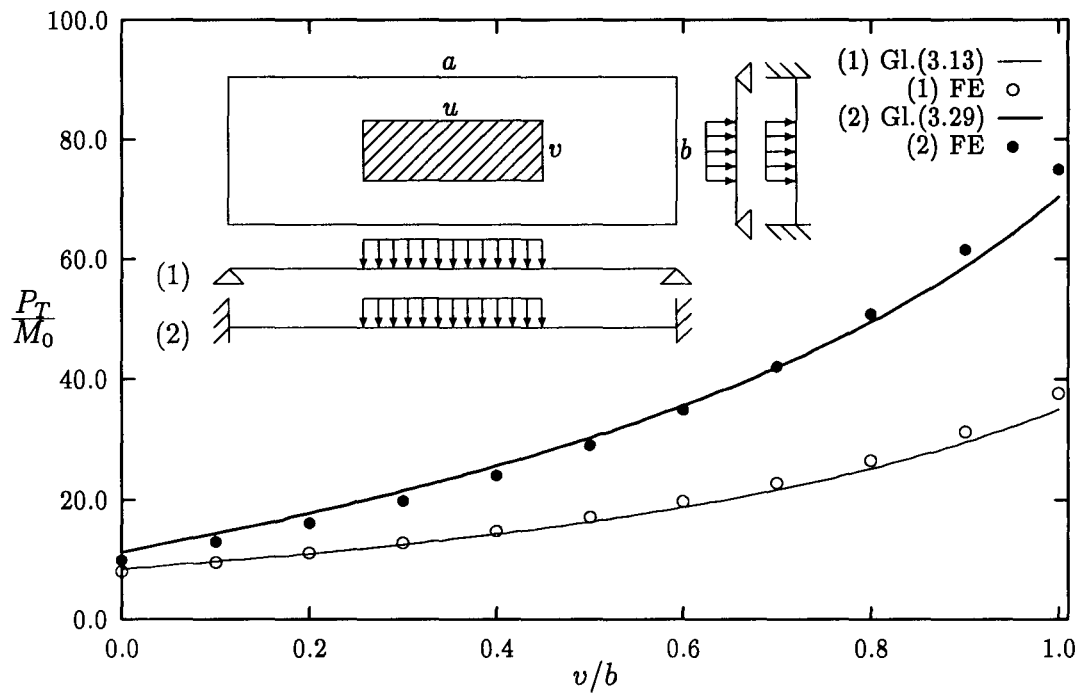 100.0
80.0
60.0
40.0
20.0
0.0
P_T
M_0
0.0
0.2
0.4
0.6
0.8
1.0
v/b
a
u
v
b
(1)
(2)
(1) Gl.(3.13)
(1) FE
(2) Gl.(3.29)
(2) FE